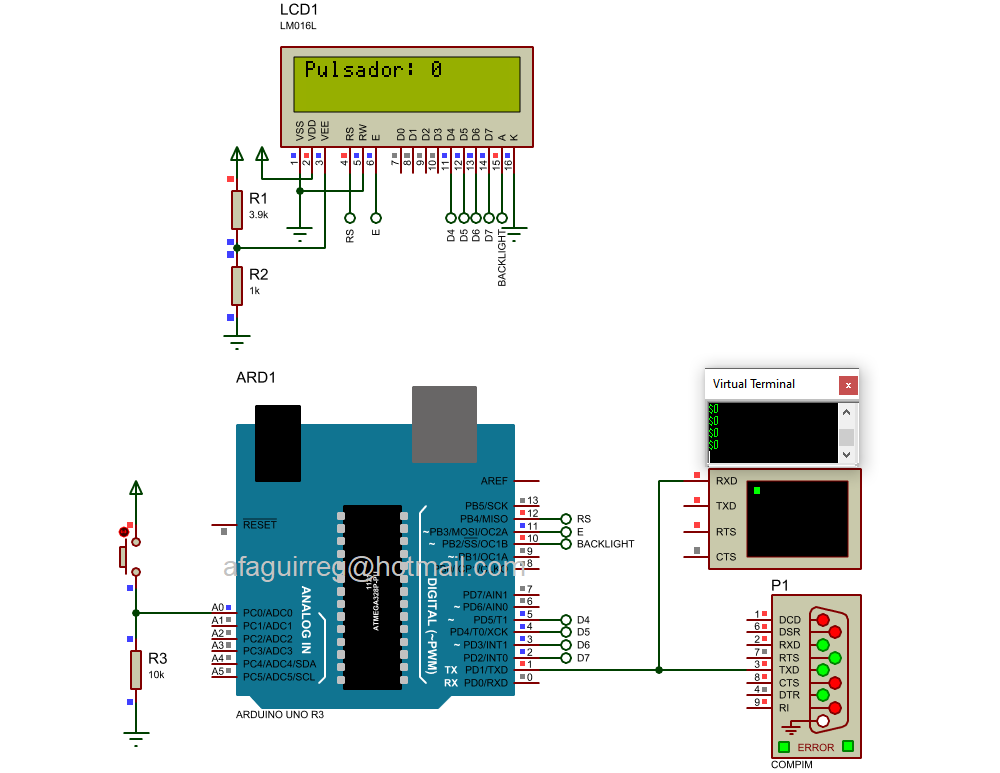 LCD1
LM016L
Pulsador: 0
VSS
VDD
VEE
RS
RW
E
D0
D1
D2
D3
D4
D5
D6
D7
A
K
1
2
3
4
5
6
7
8
9
10
11
12
13
14
15
16
R1
3.9k
RS
E
D4
D5
D6
D7
BACKLIGHT
R2
1k
ARD1
Virtual Terminal
x
$0
$0
$0
$0
AREF
RESET
PB5/SCK 13
PB4/MISO 12 RS
~PB3/MOSI/OC2A 11 E
~ PB2/SS/OC1B 10 BACKLIGHT
~PB1/OC1A 9
8
afaguirreg@hotmail.com
ATMEGA328P-PU
ANALOG IN
DIGITAL (~PWM)
PD7/AIN1 7
~ PD6/AIN0 6
~ PD5/T1 5 D4
PD4/T0/XCK 4 D5
~ PD3/INT1 3 D6
PD2/INT0 2 D7
TX PD1/TXD 1
RX PD0/RXD 0
A0 PC0/ADC0
A1 PC1/ADC1
A2 PC2/ADC2
A3 PC3/ADC3
A4 PC4/ADC4/SDA
A5 PC5/ADC5/SCL
ARDUINO UNO R3
R3
10k
RXD
TXD
RTS
CTS
P1
1 DCD
6 DSR
2 RXD
7 RTS
3 TXD
8 CTS
4 DTR
9 RI
ERROR
COMPIM